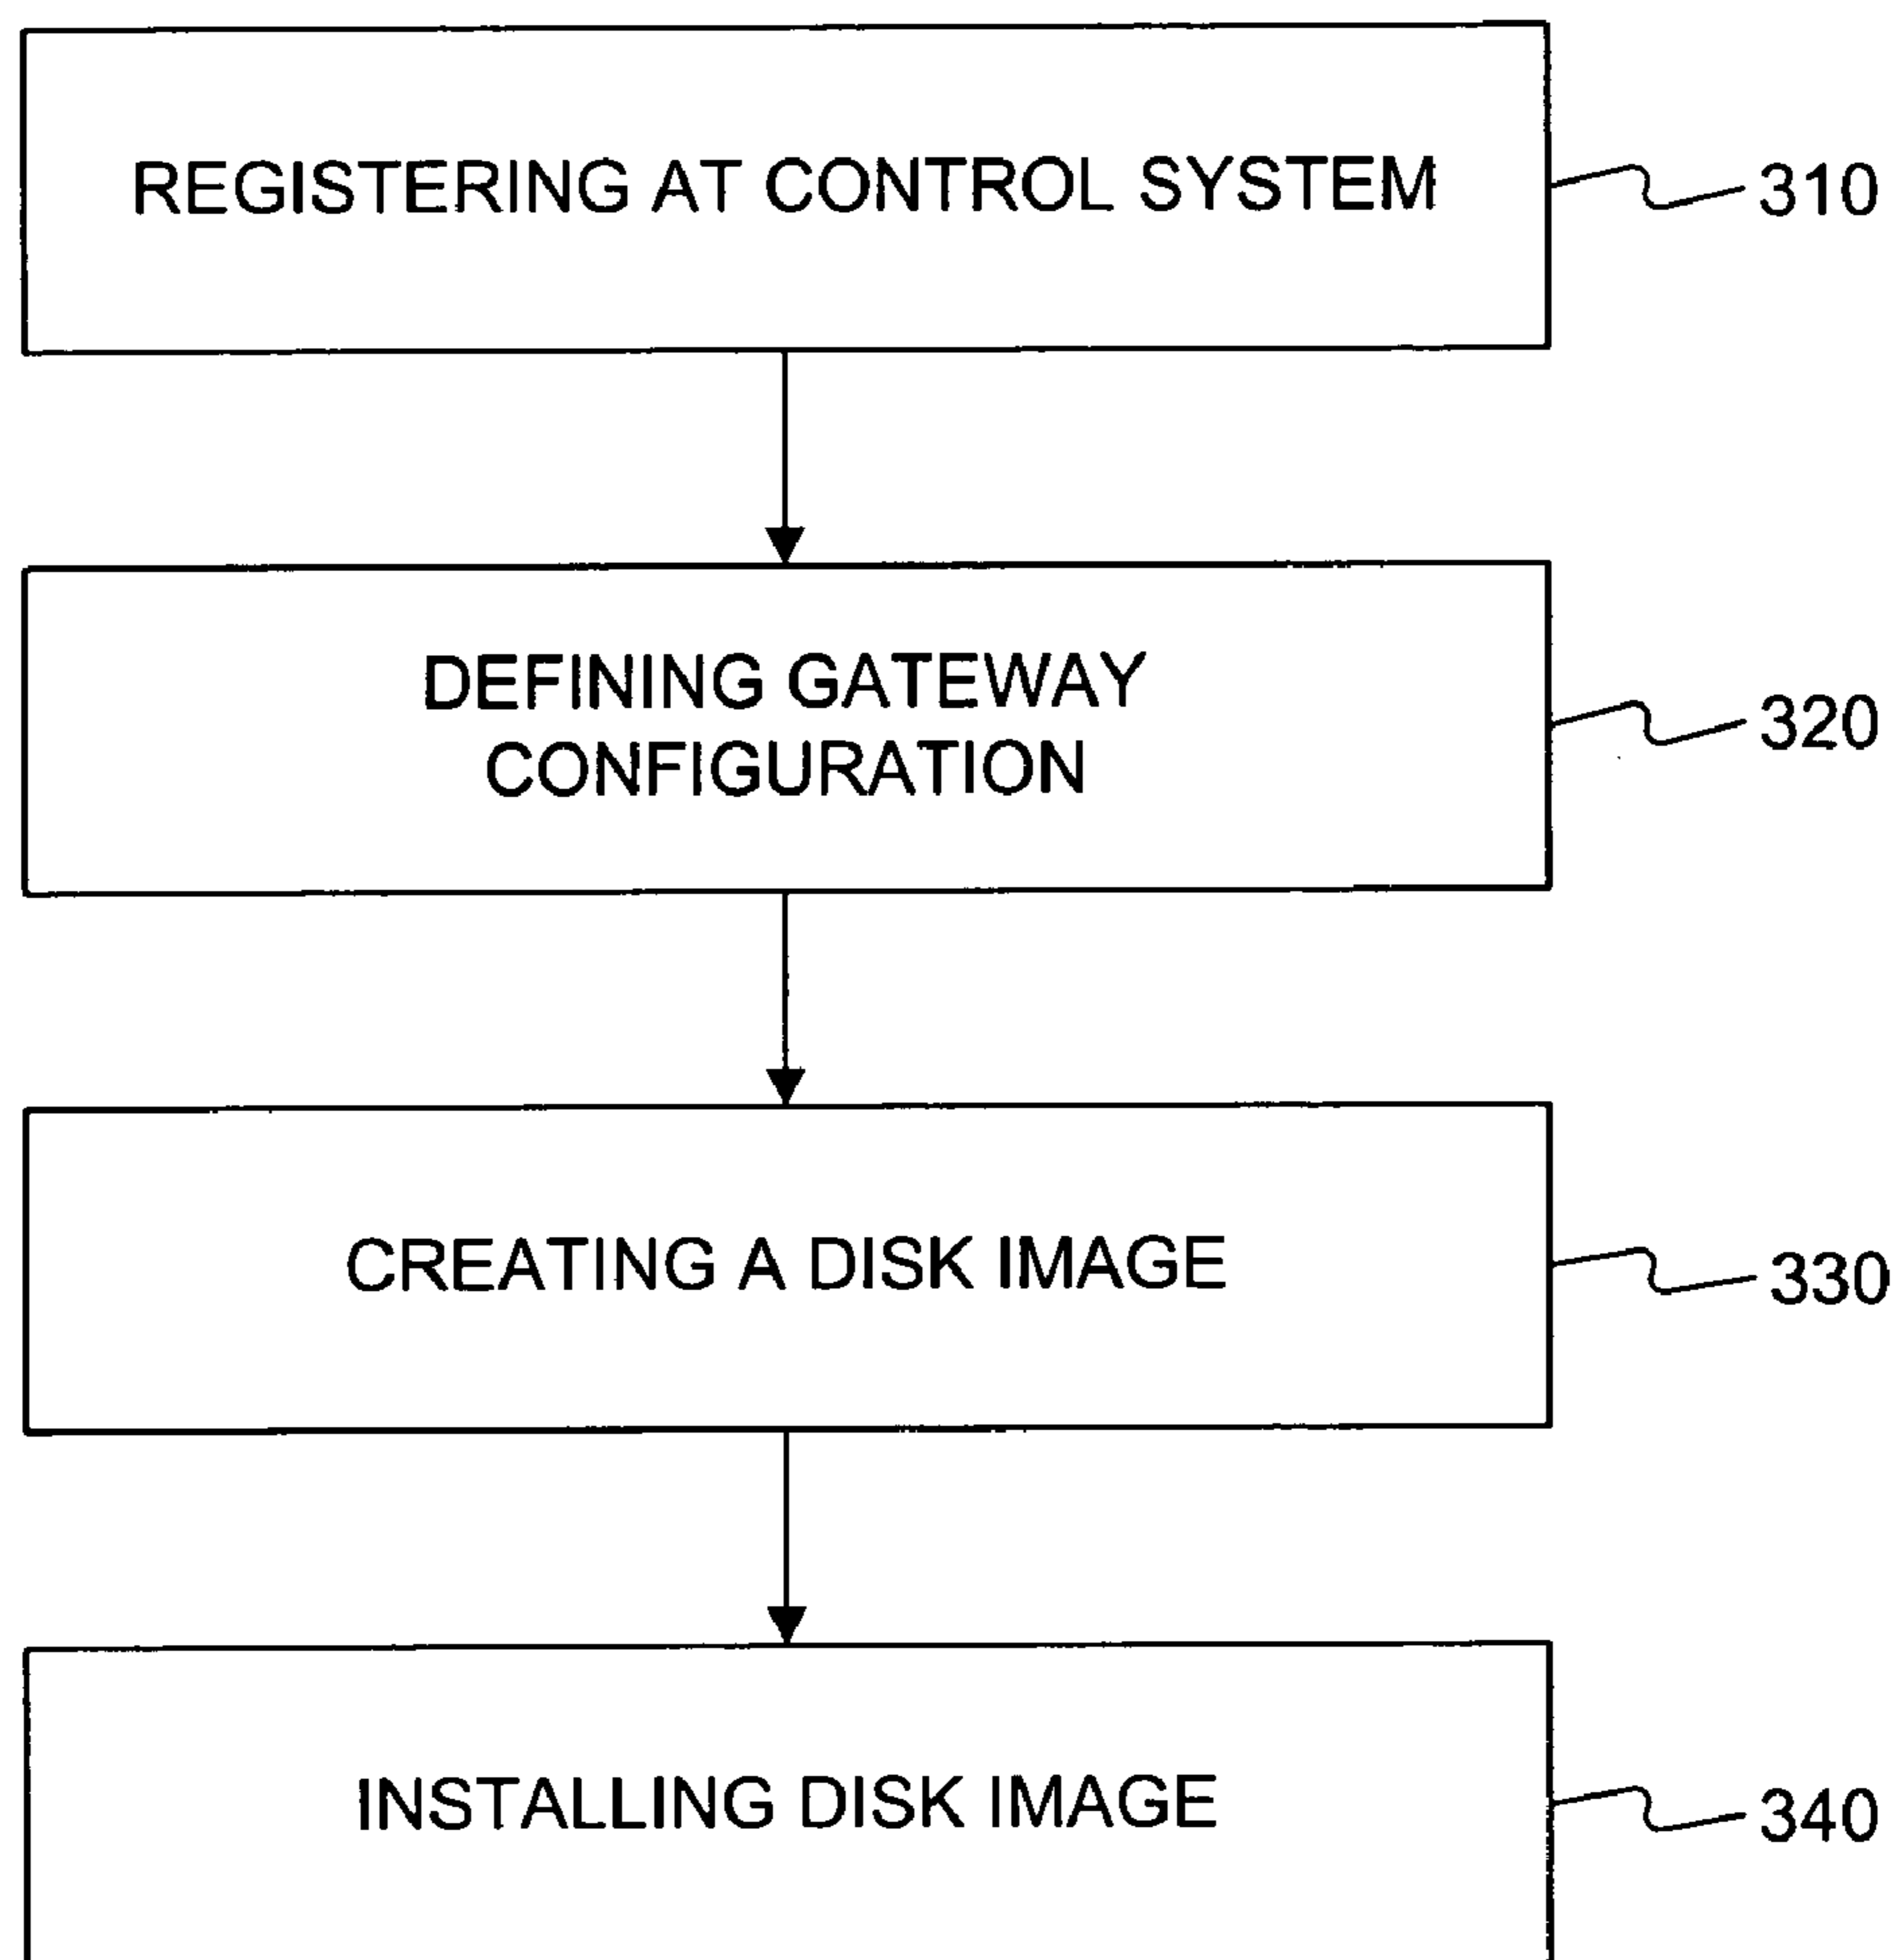 REGISTERING AT CONTROL SYSTEM
310
DEFINING GATEWAY
CONFIGURATION
320
CREATING A DISK IMAGE
330
INSTALLING DISK IMAGE
340